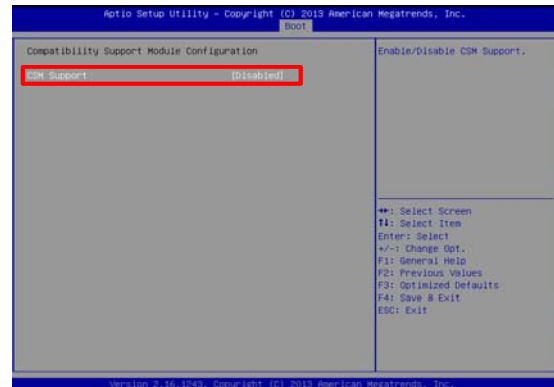 Aptio Setup Utility - Copyright (C) 2013 American Megatrends, Inc.
Boot
Compatibility Support Module Configuration
CSM Support [Disabled]
Enable/Disable CSM Support.
→←: Select Screen
↑↓: Select Item
Enter: Select
+/-: Change Opt.
F1: General Help
F2: Previous Values
F3: Optimized Defaults
F4: Save & Exit
ESC: Exit
Version 2.16.1243. Copyright (C) 2013 American Megatrends, Inc.